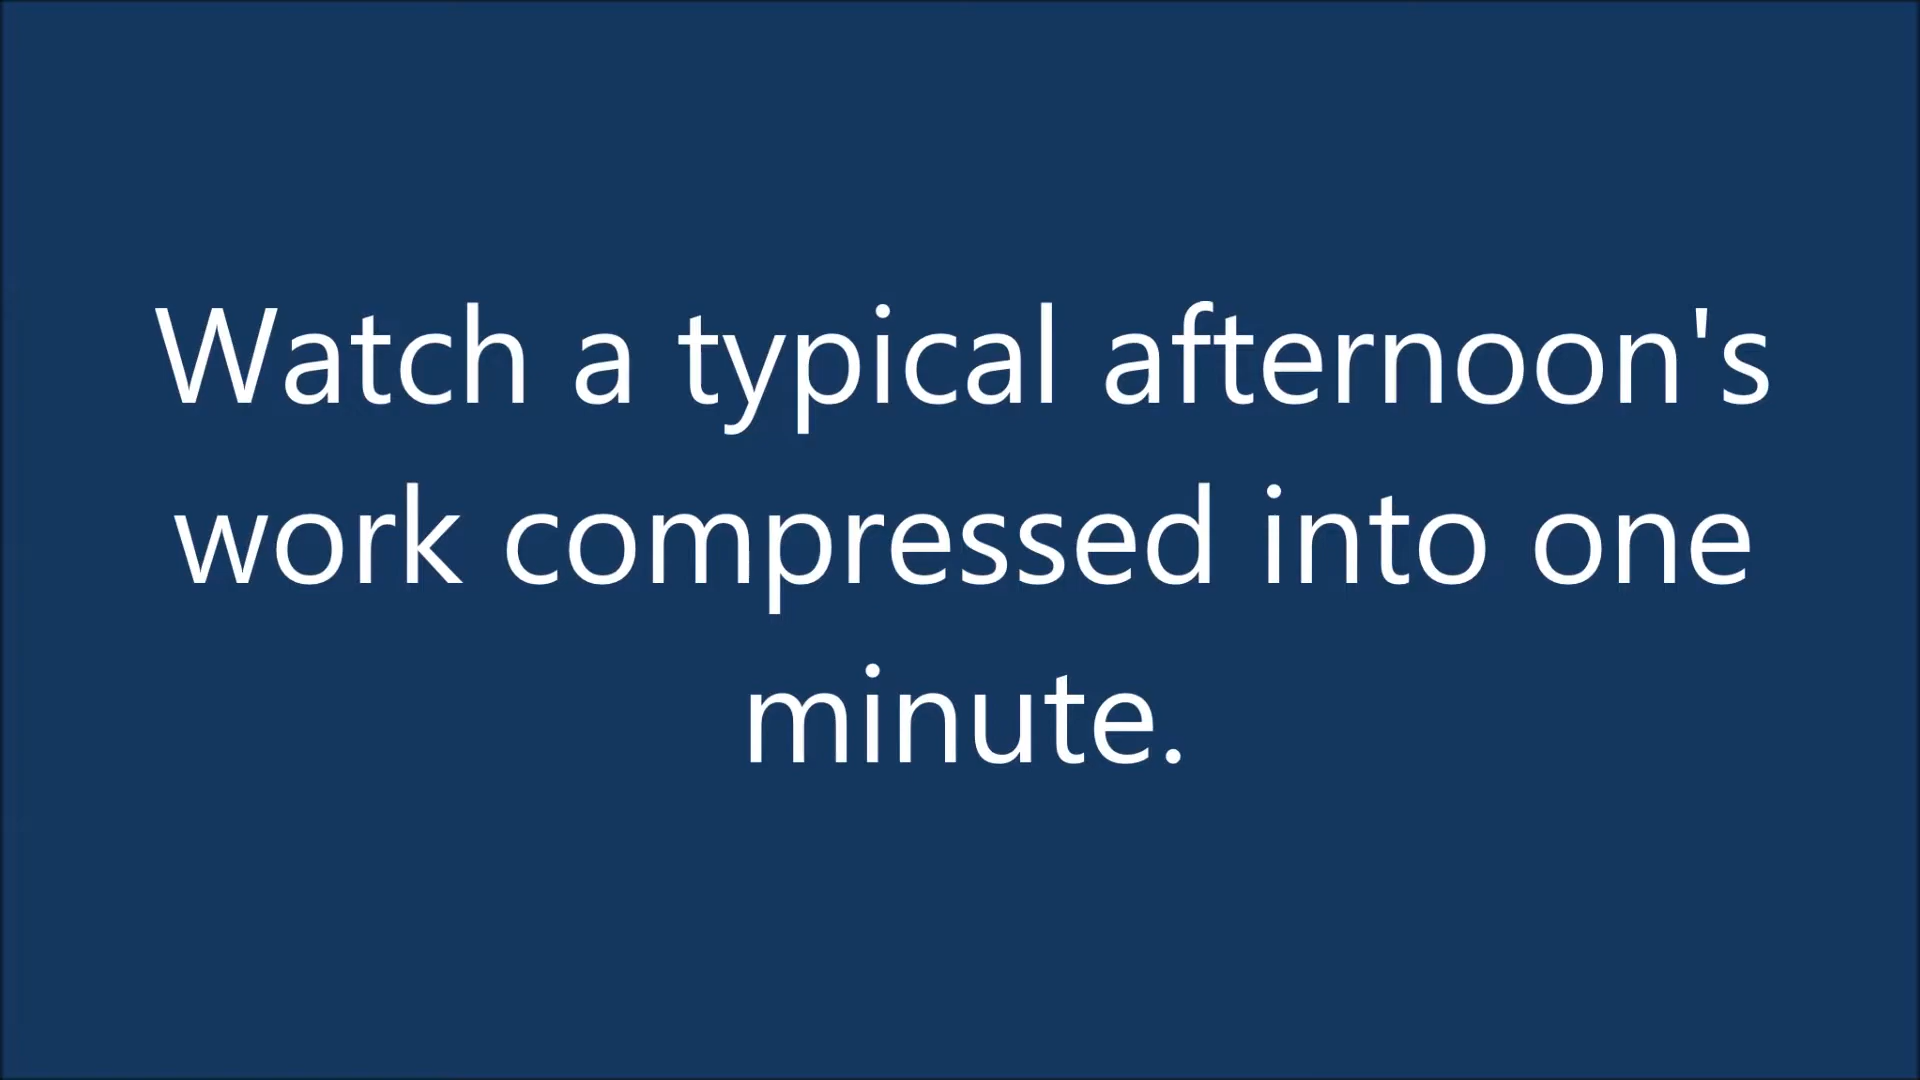 Watch a typical afternoon's
work compressed into one
minute.